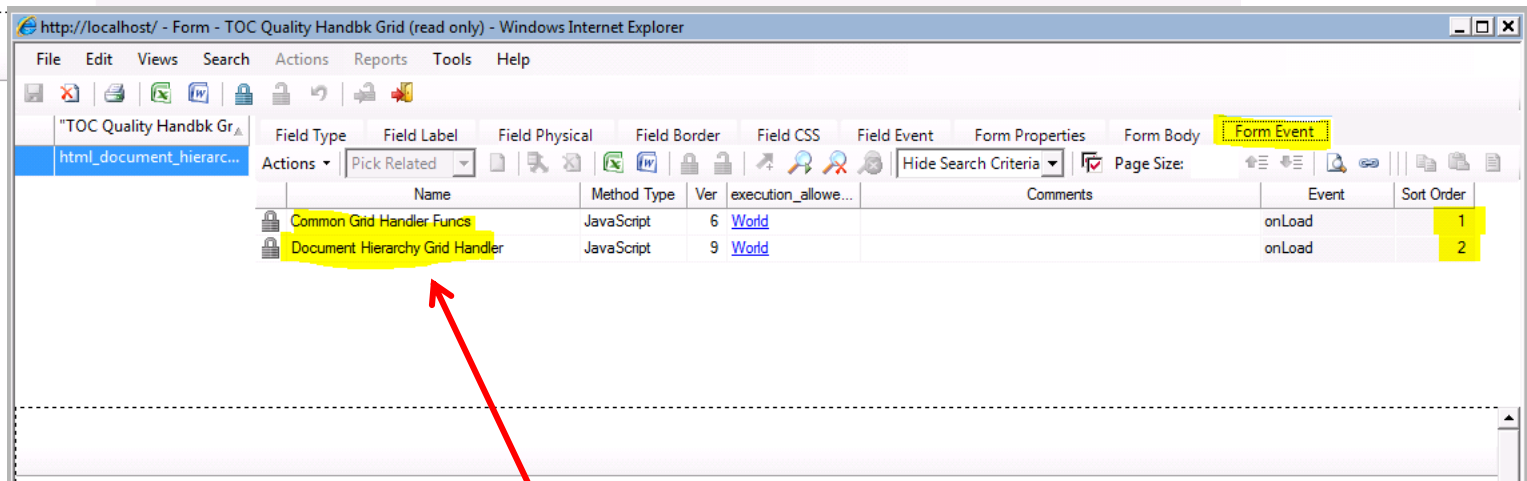 http://localhost/ - Form - TOC Quality Handbk Grid (read only) - Windows Internet Explorer
File Edit Views Search Actions Reports Tools Help
"TOC Quality Handbk Gr
Field Type Field Label Field Physical Field Border Field CSS Field Event Form Properties Form Body Form Event
html_document_hierarc...
Actions Pick Related Hide Search Criteria Page Size:
Name Method Type Ver execution_allowe... Comments Event Sort Order
Common Grid Handler Funcs JavaScript 6 World onLoad 1
Document Hierarchy Grid Handler JavaScript 9 World onLoad 2